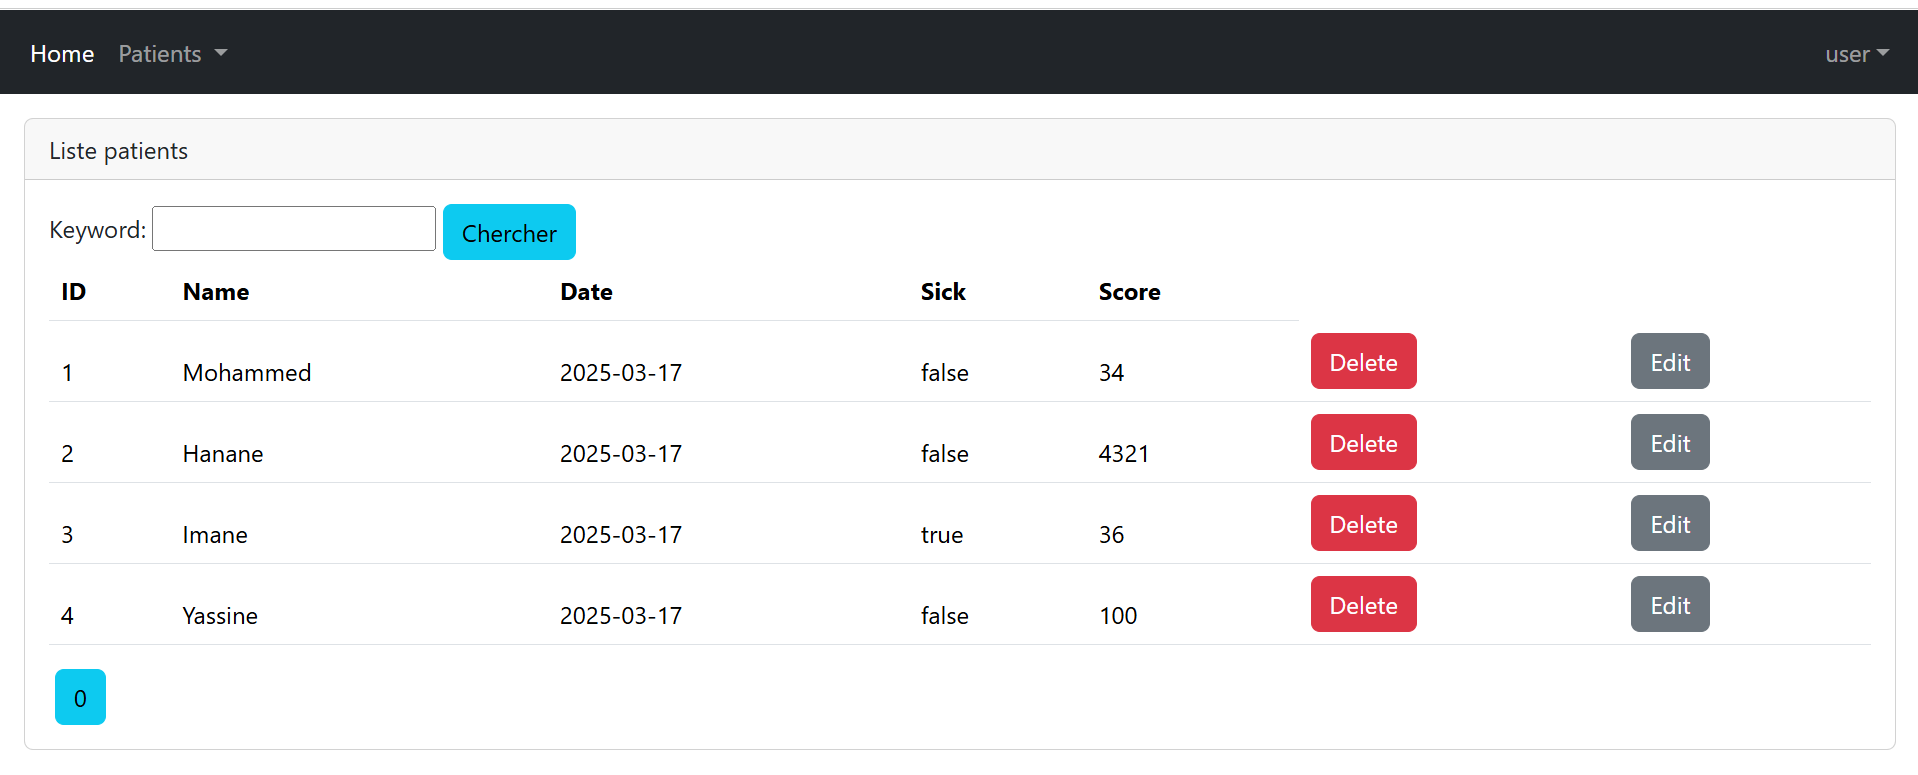 Home Patients user
Liste patients
Keyword: Chercher
ID Name Date Sick Score
1 Mohammed 2025-03-17 false 34 Delete Edit
2 Hanane 2025-03-17 false 4321 Delete Edit
3 Imane 2025-03-17 true 36 Delete Edit
4 Yassine 2025-03-17 false 100 Delete Edit
0